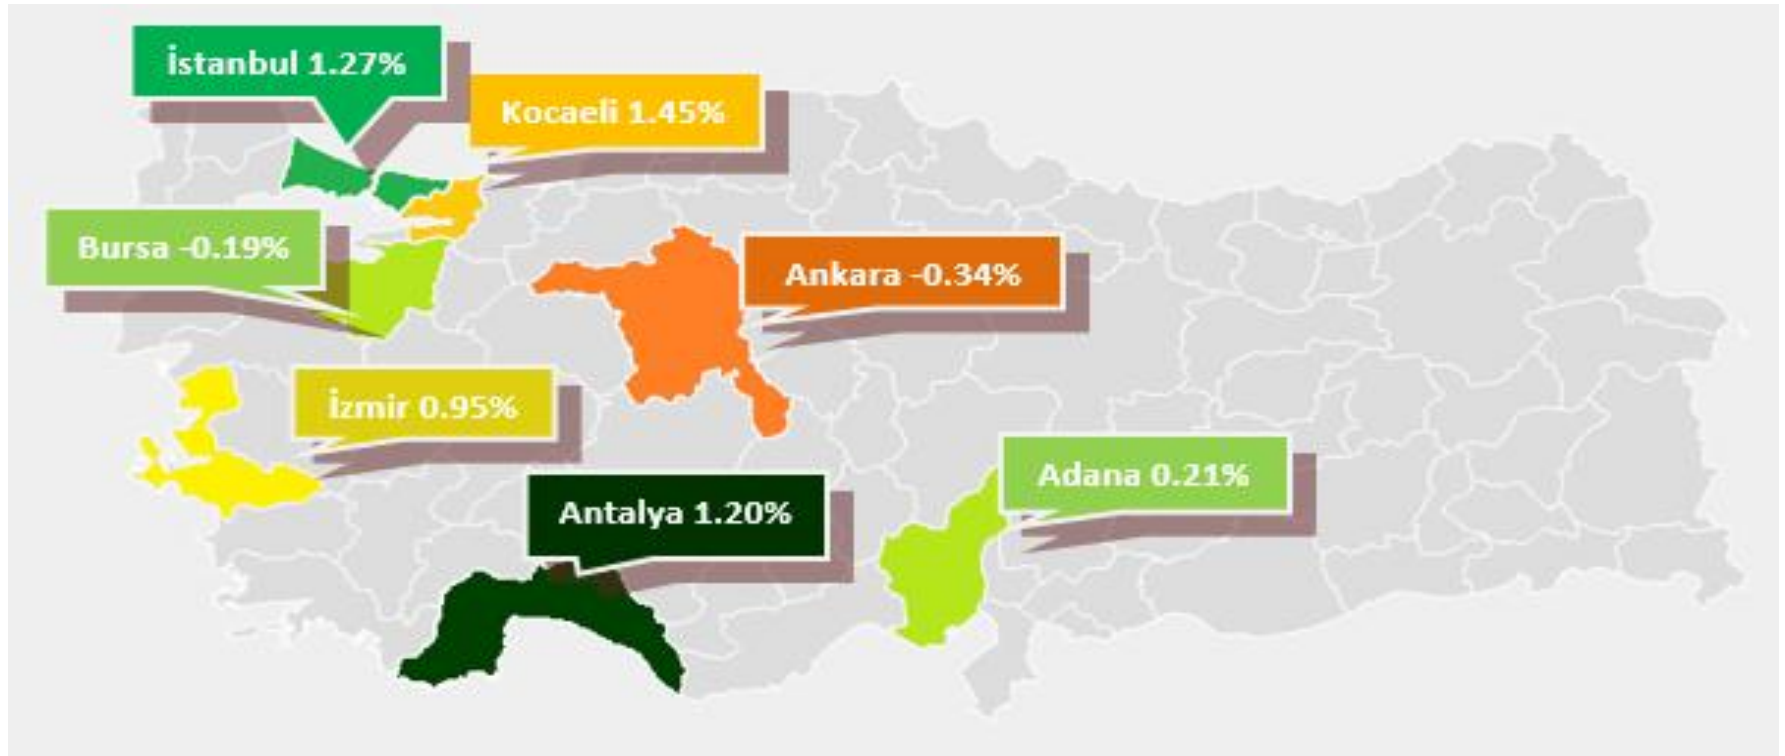 İstanbul 1.27%
Kocaeli 1.45%
Bursa -0.19%
Ankara -0.34%
İzmir 0.95%
Adana 0.21%
Antalya 1.20%